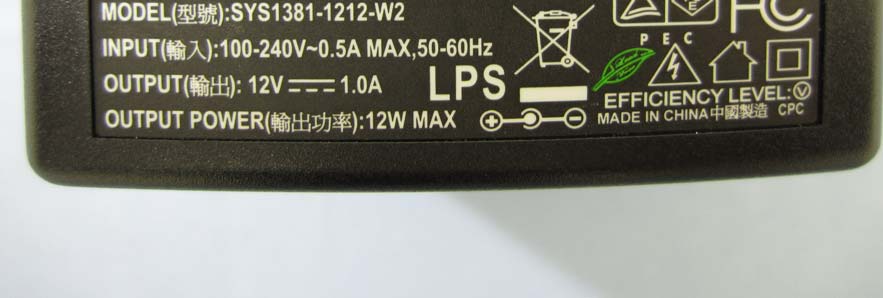 MODEL(型號):SYS1381-1212-W2
INPUT(輸入):100-240V~0.5A MAX,50-60Hz
OUTPUT(輸出): 12V 1.0A
LPS
OUTPUT POWER(輸出功率):12W MAX
FC
P E C
EFFICIENCY LEVEL:V
MADE IN CHINA中國製造 CPC